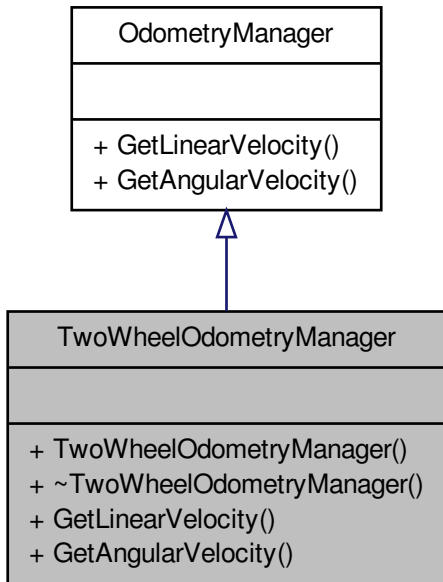 OdometryManager
+ GetLinearVelocity()
+ GetAngularVelocity()
TwoWheelOdometryManager
+ TwoWheelOdometryManager()
+ ~TwoWheelOdometryManager()
+ GetLinearVelocity()
+ GetAngularVelocity()